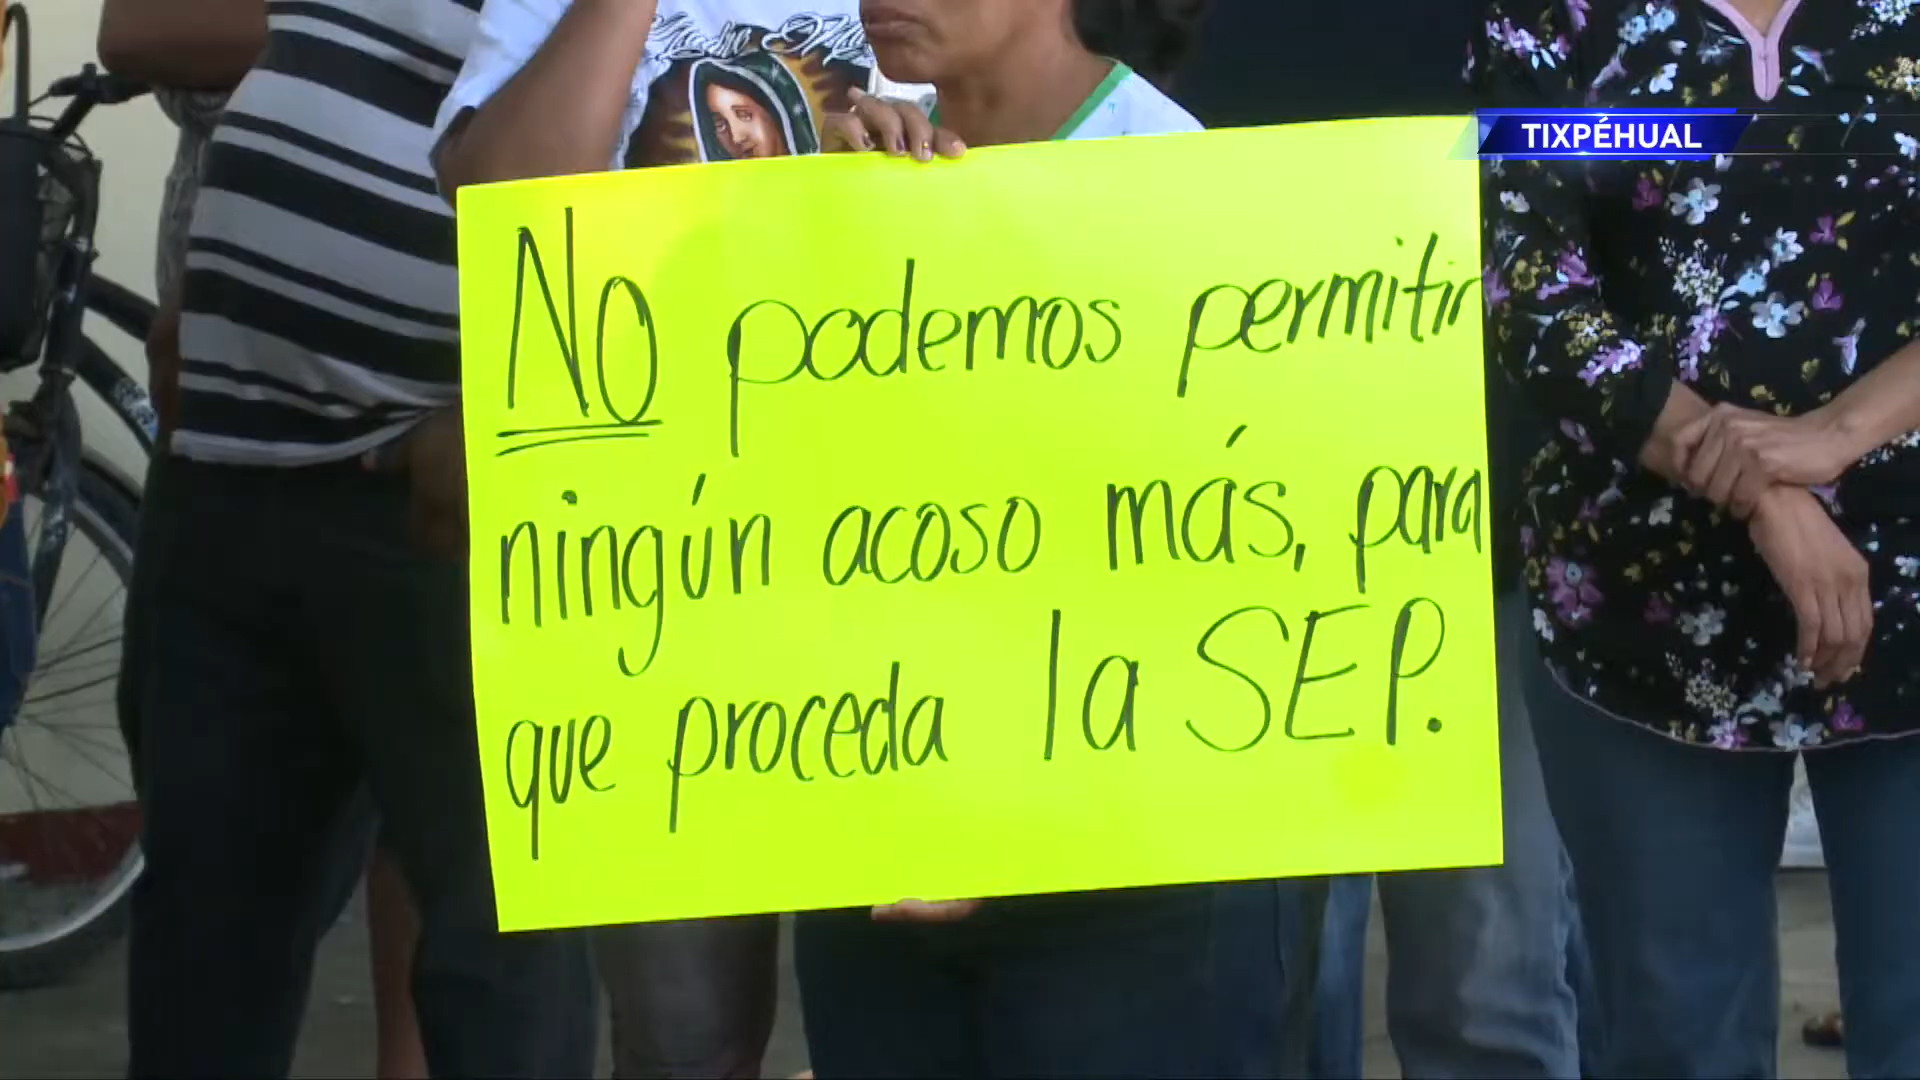 TIXPÉHUAL
NO podemos permitir
ningún acoso más, para
que proceda la SEP.